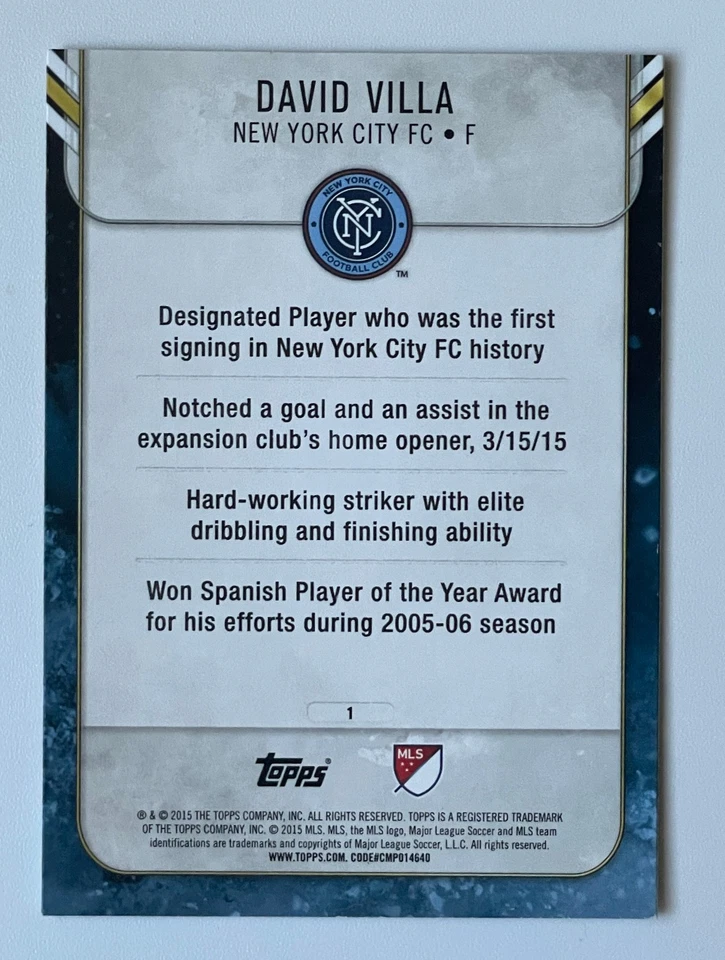 DAVID VILLA
NEW YORK CITY FC • F
NEW YORK CITY
NYC
FOOTBALL CLUB
™
Designated Player who was the first
signing in New York City FC history
Notched a goal and an assist in the
expansion club's home opener, 3/15/15
Hard-working striker with elite
dribbling and finishing ability
Won Spanish Player of the Year Award
for his efforts during 2005-06 season
1
topps®
MLS
® & © 2015 THE TOPPS COMPANY, INC. ALL RIGHTS RESERVED. TOPPS IS A REGISTERED TRADEMARK
OF THE TOPPS COMPANY, INC. © 2015 MLS. MLS, the MLS logo, Major League Soccer and MLS team
identifications are trademarks and copyrights of Major League Soccer, L.L.C. All rights reserved.
WWW.TOPPS.COM. CODE#CMP014640